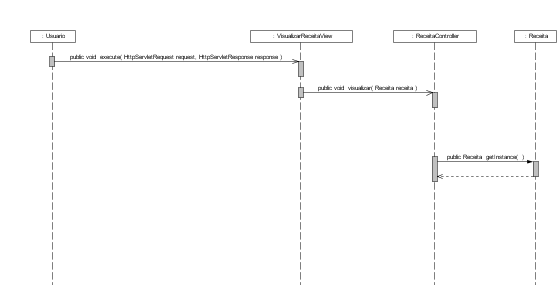 : Usuario
: VisualizarReceitaView
: ReceitaController
: Receita
public void execute( HttpServletRequest request, HttpServletResponse response )
public void visualizar( Receita receita )
public Receita getInstance( )